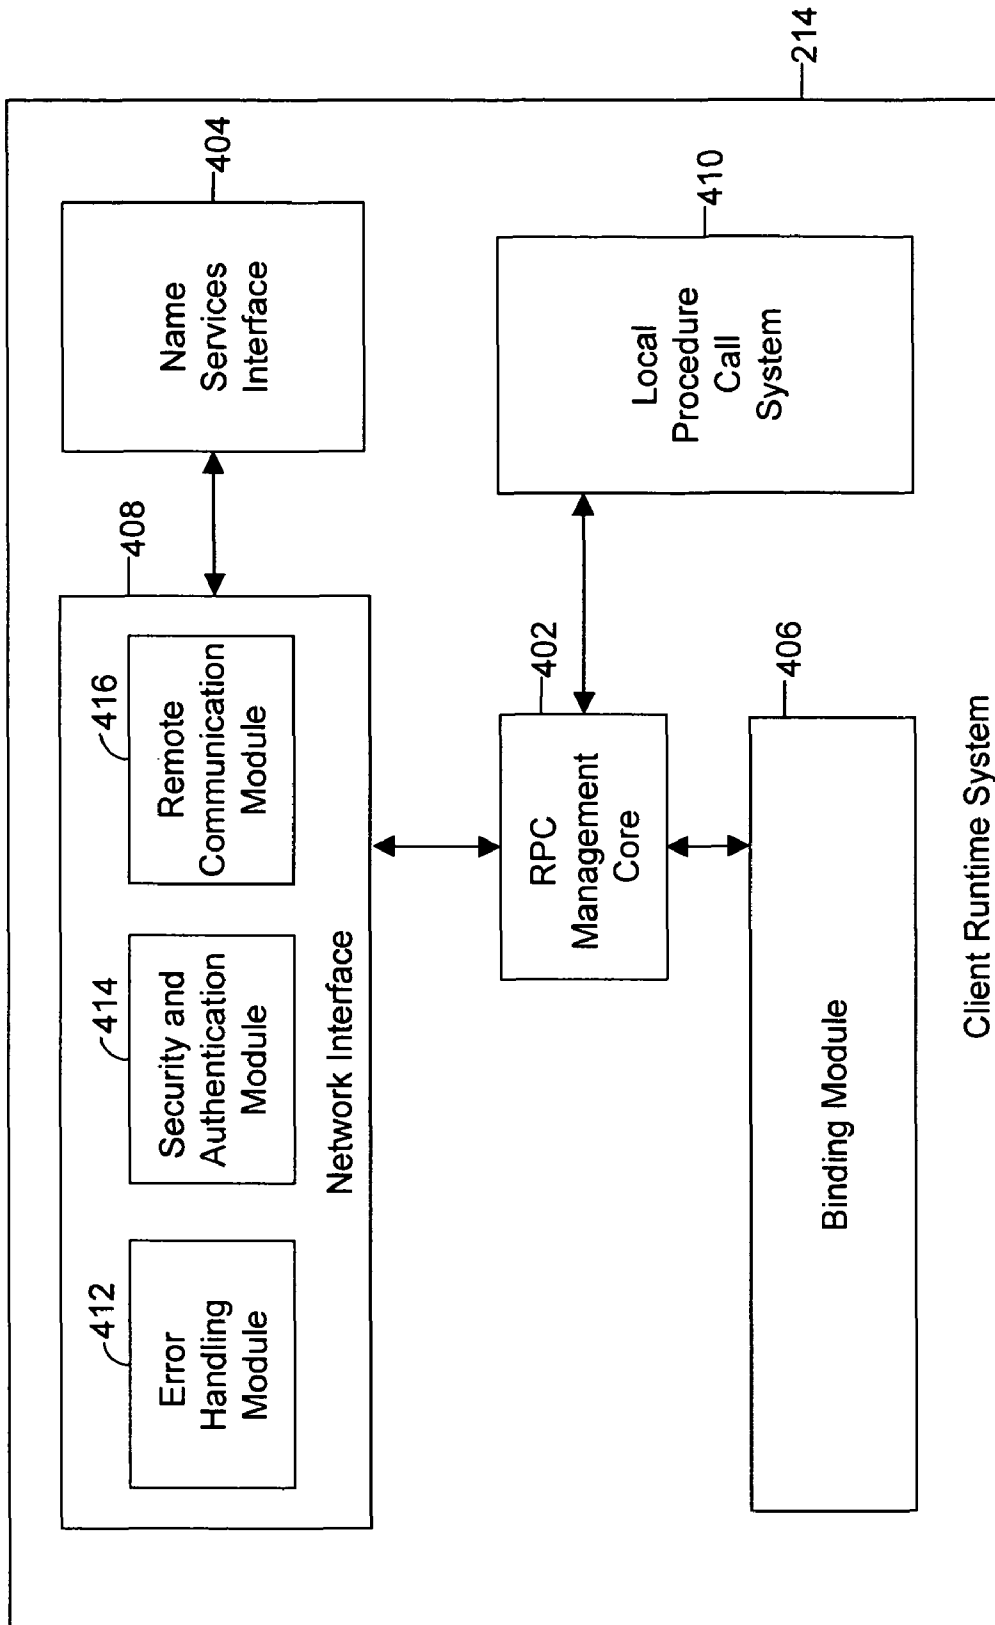 412
Error
Handling
Module
414
Security and
Authentication
Module
416
Remote
Communication
Module
Network Interface
408
Name
Services
Interface
404
RPC
Management
Core
402
Local
Procedure
Call
System
410
Binding Module
406
Client Runtime System
214